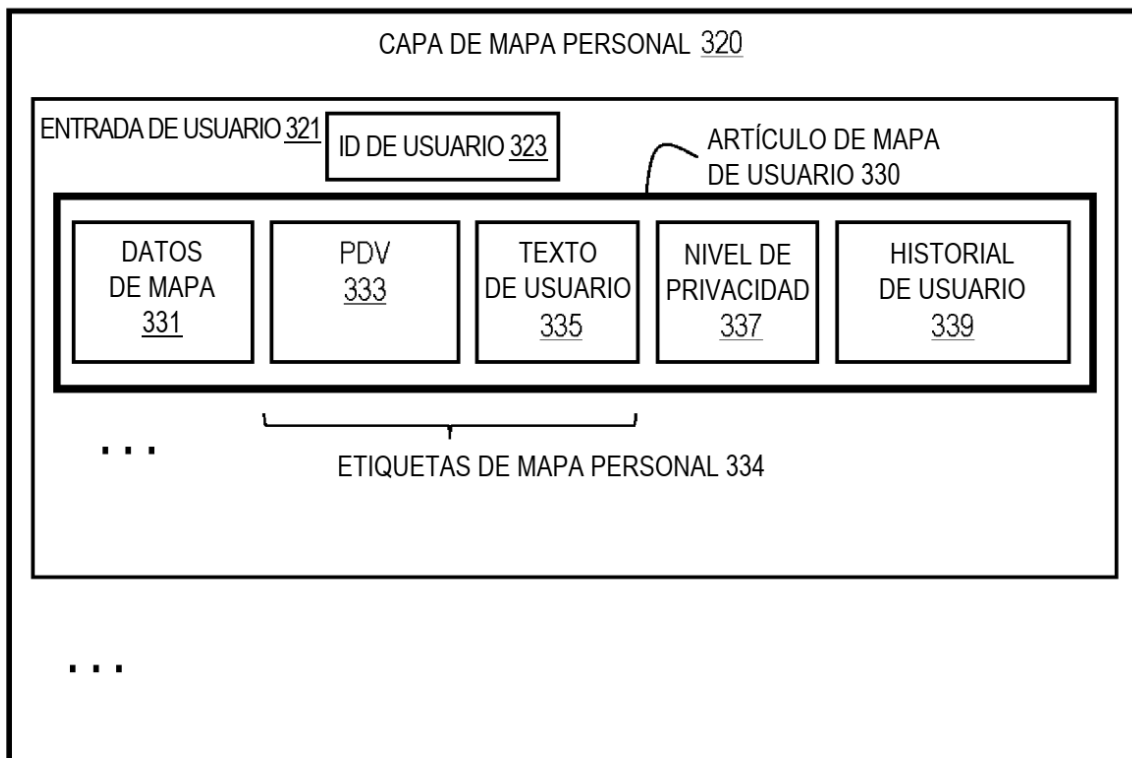 CAPA DE MAPA PERSONAL 320
ENTRADA DE USUARIO 321
ID DE USUARIO 323
ARTÍCULO DE MAPA
DE USUARIO 330
DATOS
DE MAPA
331
PDV
333
TEXTO
DE USUARIO
335
NIVEL DE
PRIVACIDAD
337
HISTORIAL
DE USUARIO
339
. . .
ETIQUETAS DE MAPA PERSONAL 334
. . .